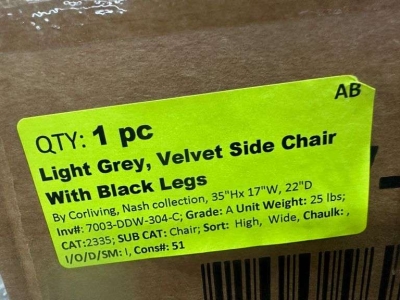 AB
QTY: 1 pc
Light Grey, Velvet Side Chair
With Black Legs
By Corliving, Nash collection, 35"Hx 17"W, 22"D
Inv#: 7003-DDW-304-C; Grade: A Unit Weight: 25 lbs;
CAT:2335; SUB CAT: Chair; Sort: High, Wide, Chaulk: ,
I/O/D/SM: I, Cons#: 51